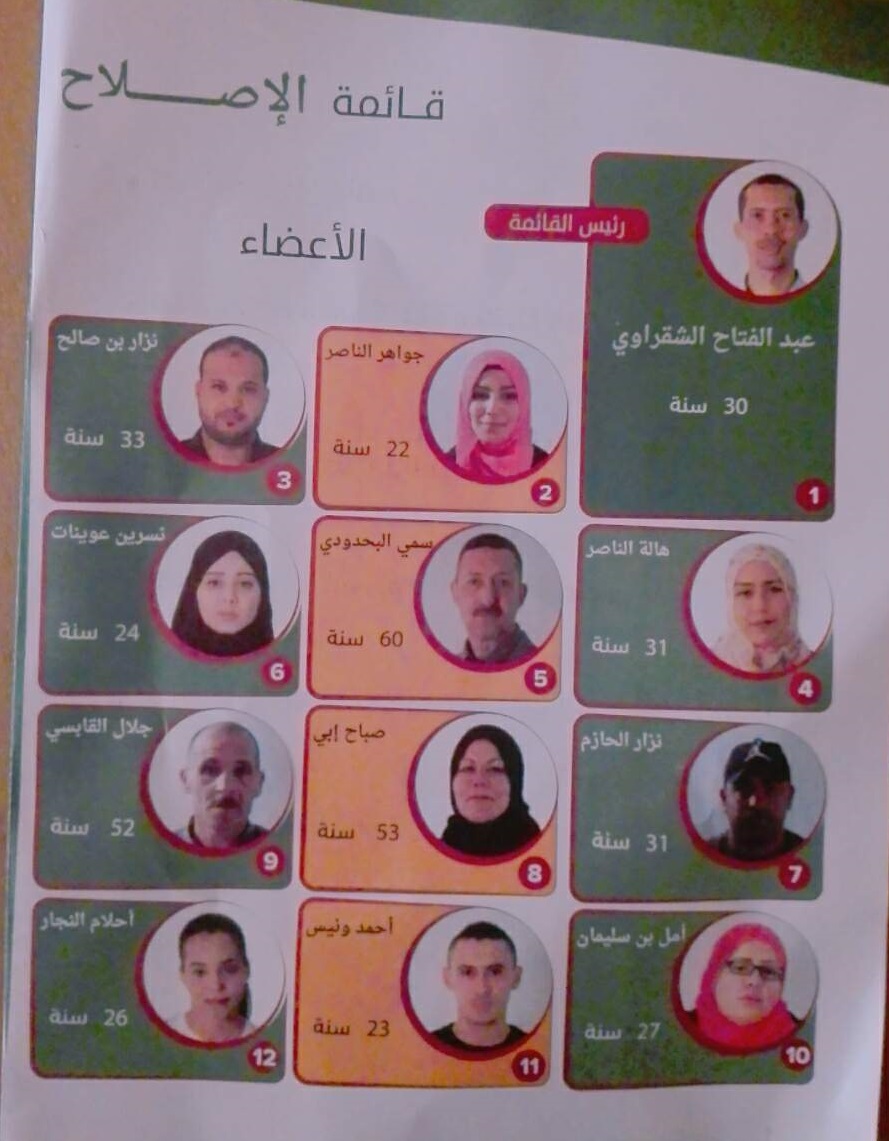 قائمة الإصلاح
رئيس القائمة
الأعضاء
عبد الفتاح الشقراوي
30 سنة
1
جواهر الناصر
22 سنة
2
نزار بن صالح
33 سنة
3
هالة الناصر
31 سنة
4
سمي البحدودي
60 سنة
5
نسرين عوينات
24 سنة
6
نزار الحازم
31 سنة
7
صباح إبي
53 سنة
8
جلال القابسي
52 سنة
9
أمل بن سليمان
27 سنة
10
أحمد ونيس
23 سنة
11
أحلام النجار
26 سنة
12